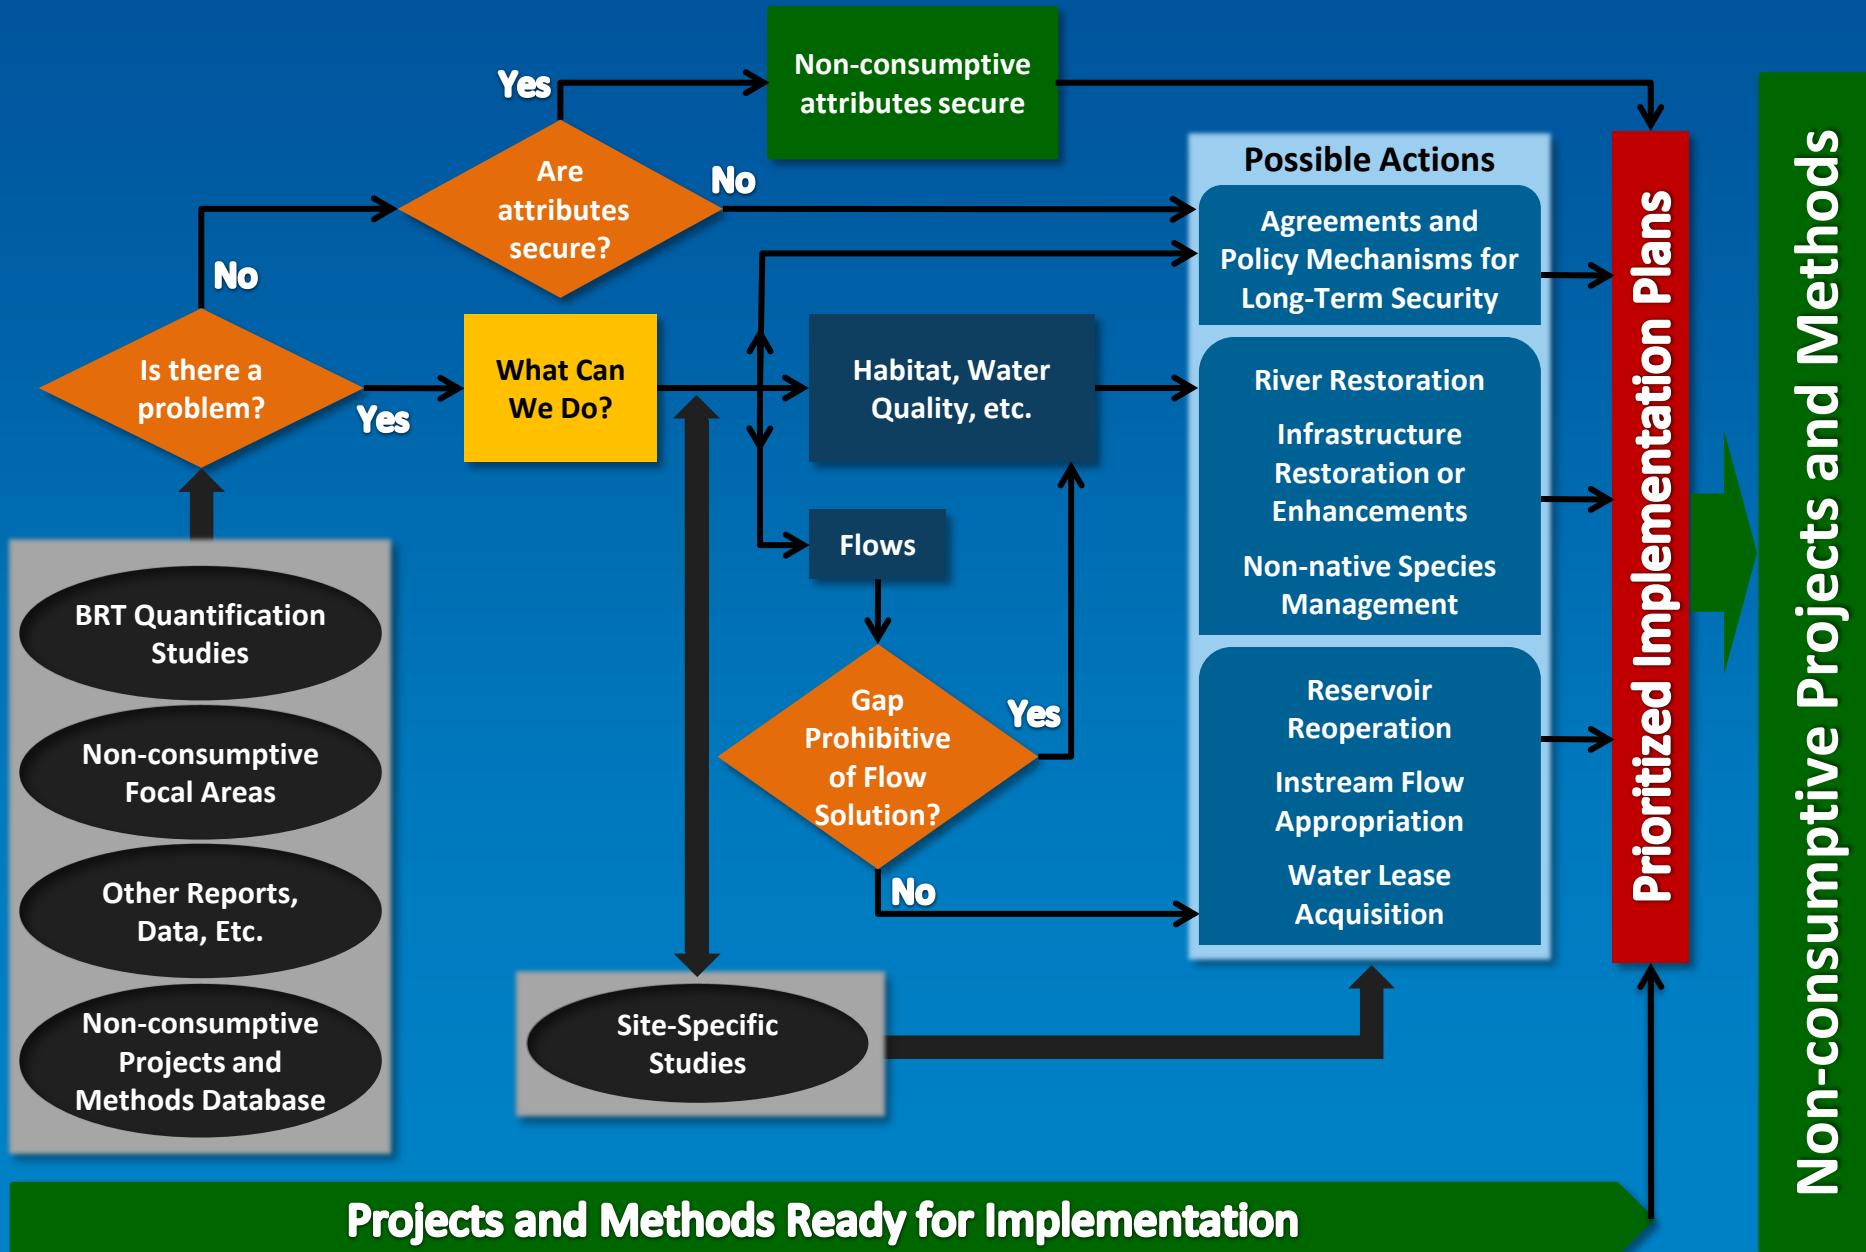 Yes
Non-consumptive
attributes secure
Are
attributes
secure?
No
No
Is there a
problem?
Yes
What Can
We Do?
Habitat, Water
Quality, etc.
Flows
Gap
Prohibitive
of Flow
Solution?
Yes
No
Possible Actions
Agreements and
Policy Mechanisms for
Long-Term Security
River Restoration
Infrastructure
Restoration or
Enhancements
Non-native Species
Management
Reservoir
Reoperation
Instream Flow
Appropriation
Water Lease
Acquisition
BRT Quantification
Studies
Non-consumptive
Focal Areas
Other Reports,
Data, Etc.
Non-consumptive
Projects and
Methods Database
Site-Specific
Studies
Prioritized Implementation Plans
Non-consumptive Projects and Methods
Projects and Methods Ready for Implementation